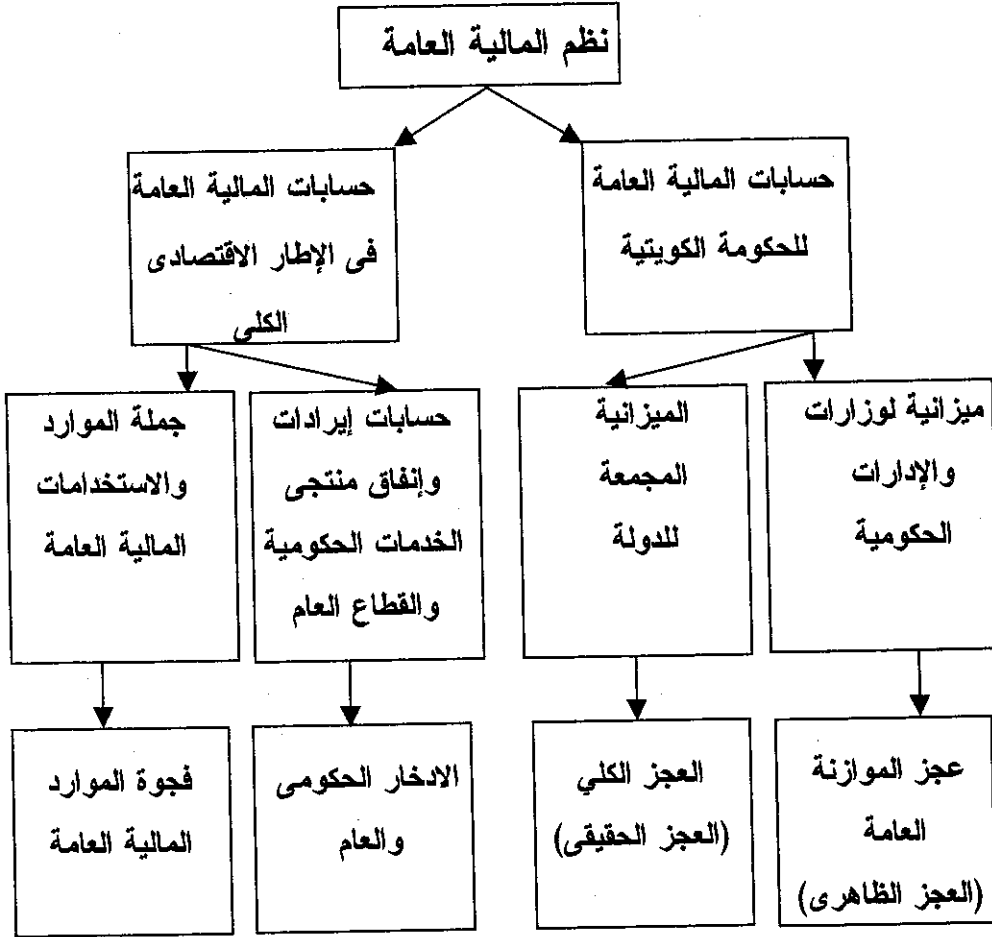 نظم المالية العامة
حسابات المالية العامة
للحكومة الكويتية
حسابات المالية العامة
فى الإطار الاقتصادى
الكلى
ميزانية لوزارات
والإدارات
الحكومية
الميزانية
المجمعة
للدولة
حسابات إيرادات
وإنفاق منتجى
الخدمات الحكومية
والقطاع العام
جملة الموارد
والاستخدامات
المالية العامة
عجز الموازنة
العامة
(العجز الظاهرى)
العجز الكلي
(العجز الحقيقى)
الادخار الحكومى
والعام
فجوة الموارد
المالية العامة